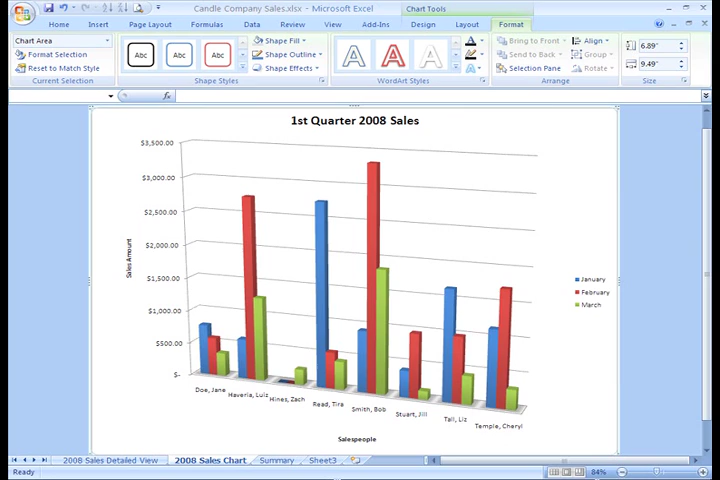 Candle Company Sales.xlsx - Microsoft Excel
Chart Tools
Home Insert Page Layout Formulas Data Review View Add-Ins Design Layout Format
Chart Area
Format Selection
Reset to Match Style
Current Selection
Abc Abc Abc
Shape Fill
Shape Outline
Shape Effects
Shape Styles
A A A
WordArt Styles
Bring to Front
Send to Back
Selection Pane
Align
Group
Rotate
Arrange
6.89"
9.49"
Size
fx
1st Quarter 2008 Sales
$3,500.00
$3,000.00
$2,500.00
$2,000.00
$1,500.00
$1,000.00
$500.00
$-
Sales Amount
Doe, Jane
Haveria, Luiz
Hines, Zach
Read, Tira
Smith, Bob
Stuart, Jill
Tall, Liz
Temple, Cheryl
Salespeople
January
February
March
2008 Sales Detailed View 2008 Sales Chart Summary Sheet3
Ready
84%